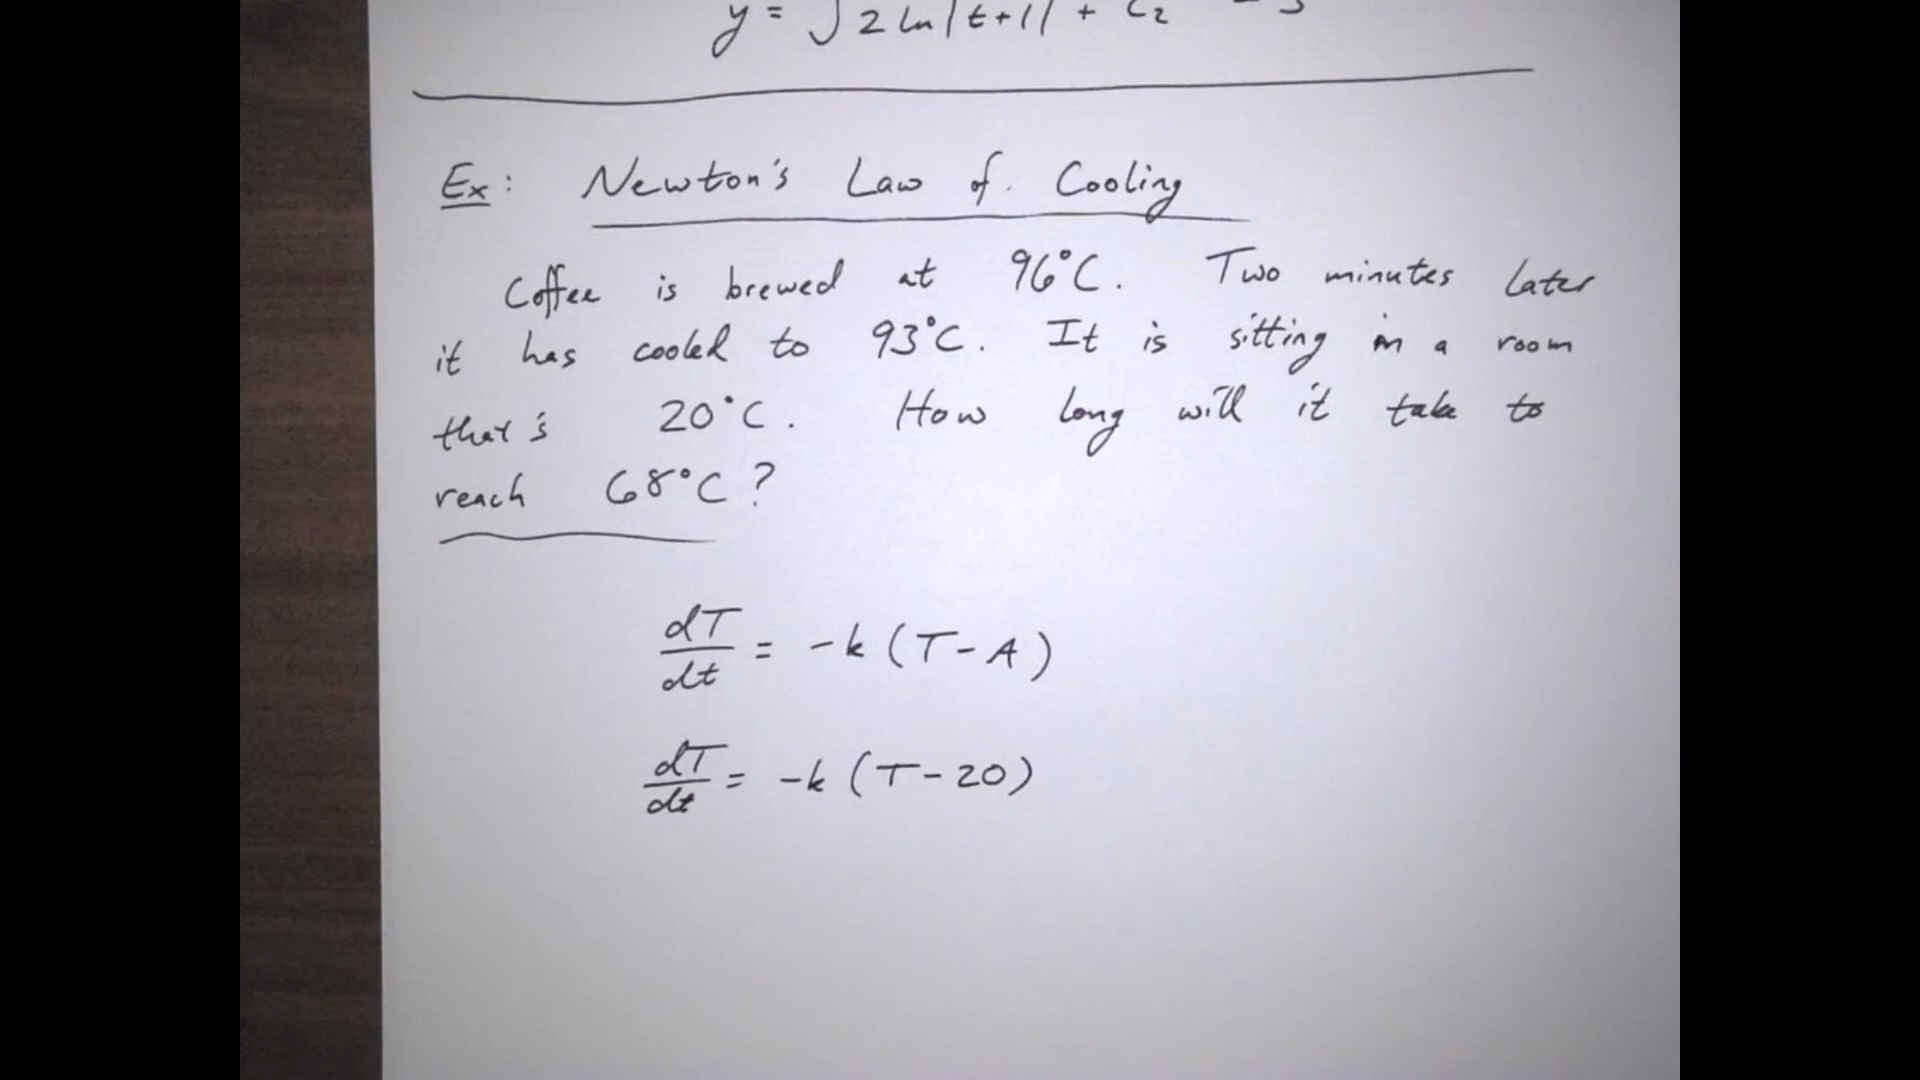 y = √2 ln|t+1| + C₂ - 3
Ex: Newton's Law of Cooling
Coffee is brewed at 96°C. Two minutes later
it has cooled to 93°C. It is sitting in a room
that's 20°C. How long will it take to
reach 68°C?
dT/dt = -k (T-A)
dT/dt = -k (T-20)